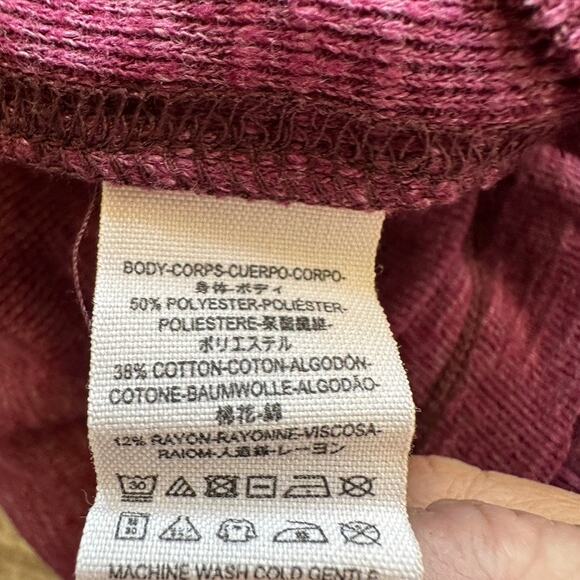 BODY-CORPS-CUERPO-CORPO-
身体-ボディ
50% POLYESTER-POLIÉSTER-
POLIESTERE-聚酯纖維-
ポリエステル
38% COTTON-COTON-ALGODÓN-
COTONE-BAUMWOLLE-ALGODÃO-
棉花-綿
12% RAYON-RAYONNE-VISCOSA-
RAIOM-人造絲-レーヨン
30
30
MACHINE WASH COLD GENTLE